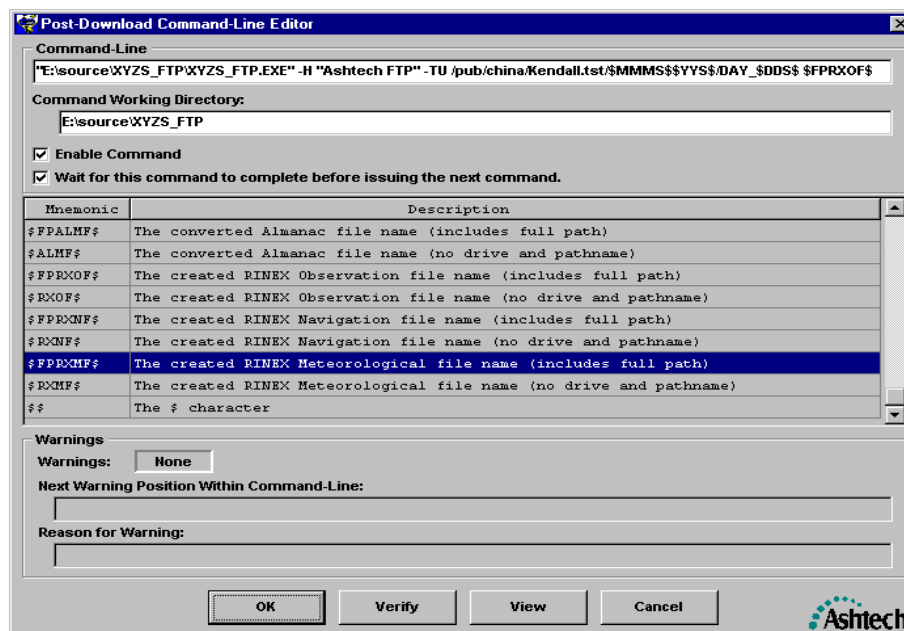 Post-Download Command-Line Editor
Command-Line
"E:\source\XYZS_FTP\XYZS_FTP.EXE" -H "Ashtech FTP" -TU /pub/china/Kendall.tst/$MMMS$$YYS$/DAY_$DDS$ $FPRXOF$
Command Working Directory:
E:\source\XYZS_FTP
Enable Command
Wait for this command to complete before issuing the next command.
Mnemonic Description
$FPALMF$ The converted Almanac file name (includes full path)
$ALMF$ The converted Almanac file name (no drive and pathname)
$FPRXOF$ The created RINEX Observation file name (includes full path)
$RXOF$ The created RINEX Observation file name (no drive and pathname)
$FPRXNF$ The created RINEX Navigation file name (includes full path)
$RXNF$ The created RINEX Navigation file name (no drive and pathname)
$FPRXMF$ The created RINEX Meteorological file name (includes full path)
$RXMF$ The created RINEX Meteorological file name (no drive and pathname)
$$ The $ character
Warnings
Warnings: None
Next Warning Position Within Command-Line:
Reason for Warning:
OK Verify View Cancel
Ashtech